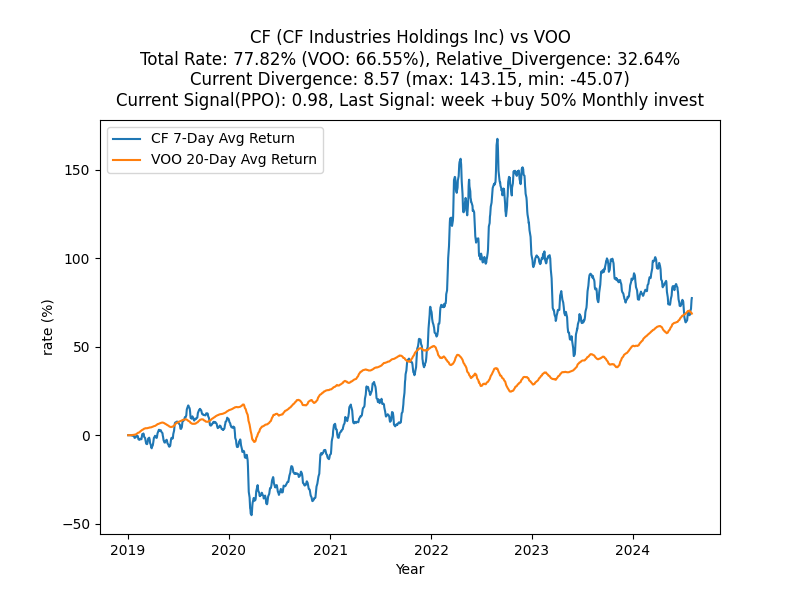 CF (CF Industries Holdings Inc) vs VOO
Total Rate: 77.82% (VOO: 66.55%), Relative_Divergence: 32.64%
Current Divergence: 8.57 (max: 143.15, min: -45.07)
Current Signal(PPO): 0.98, Last Signal: week +buy 50% Monthly invest
CF 7-Day Avg Return
VOO 20-Day Avg Return
rate (%)
150
100
50
0
−50
2019 2020 2021 2022 2023 2024
Year